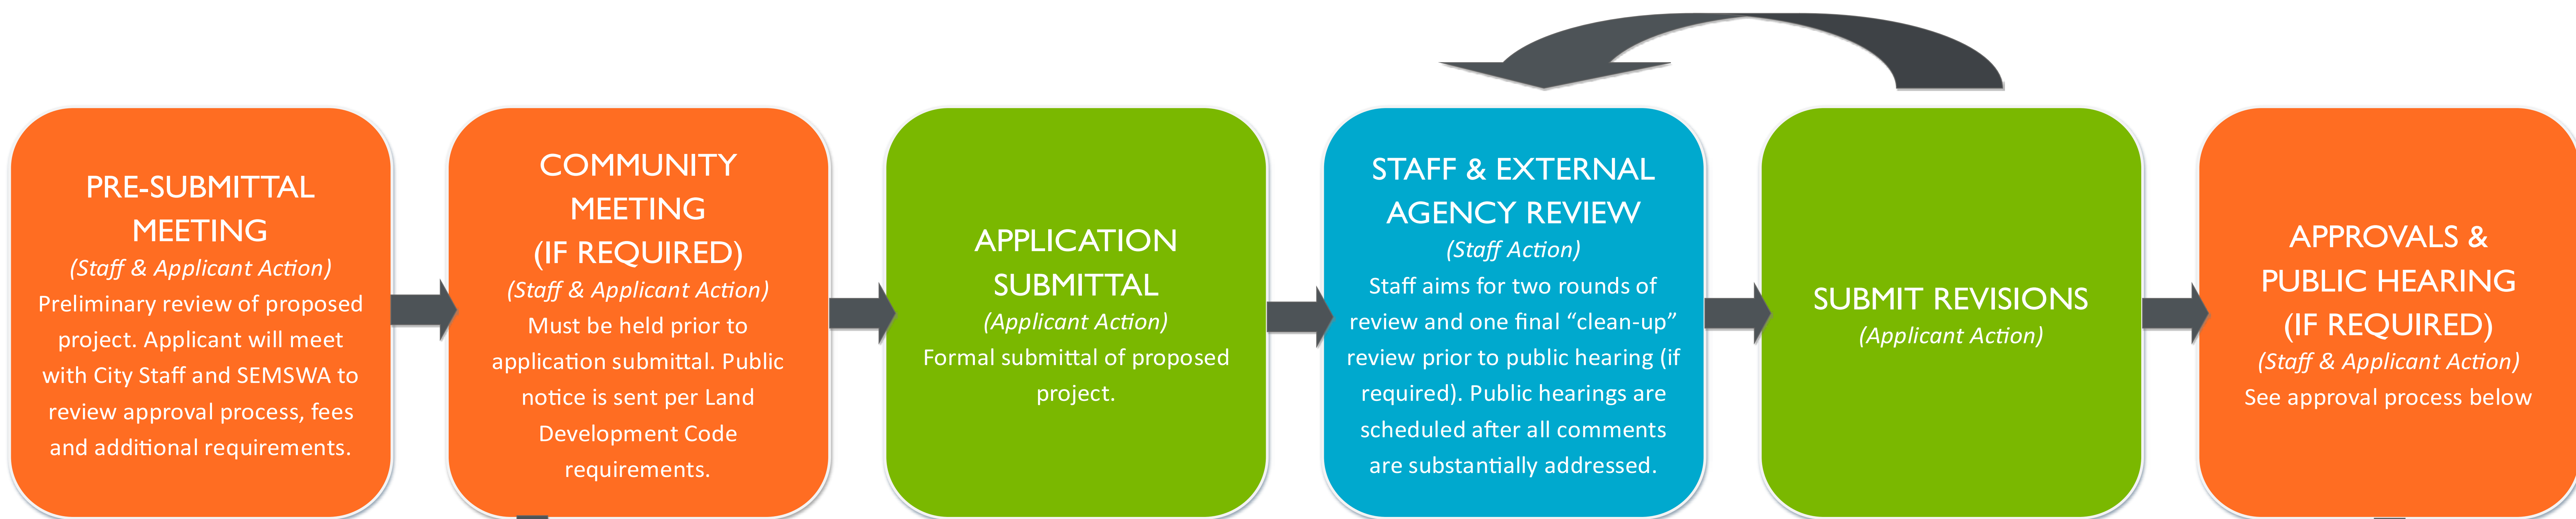 PRE-SUBMITTAL
MEETING
(Staff & Applicant Action)
Preliminary review of proposed
project. Applicant will meet
with City Staff and SEMSWA to
review approval process, fees
and additional requirements.
COMMUNITY
MEETING
(IF REQUIRED)
(Staff & Applicant Action)
Must be held prior to
application submittal. Public
notice is sent per Land
Development Code
requirements.
APPLICATION
SUBMITTAL
(Applicant Action)
Formal submittal of proposed
project.
STAFF & EXTERNAL
AGENCY REVIEW
(Staff Action)
Staff aims for two rounds of
review and one final “clean-up”
review prior to public hearing (if
required). Public hearings are
scheduled after all comments
are substantially addressed.
SUBMIT REVISIONS
(Applicant Action)
APPROVALS &
PUBLIC HEARING
(IF REQUIRED)
(Staff & Applicant Action)
See approval process below